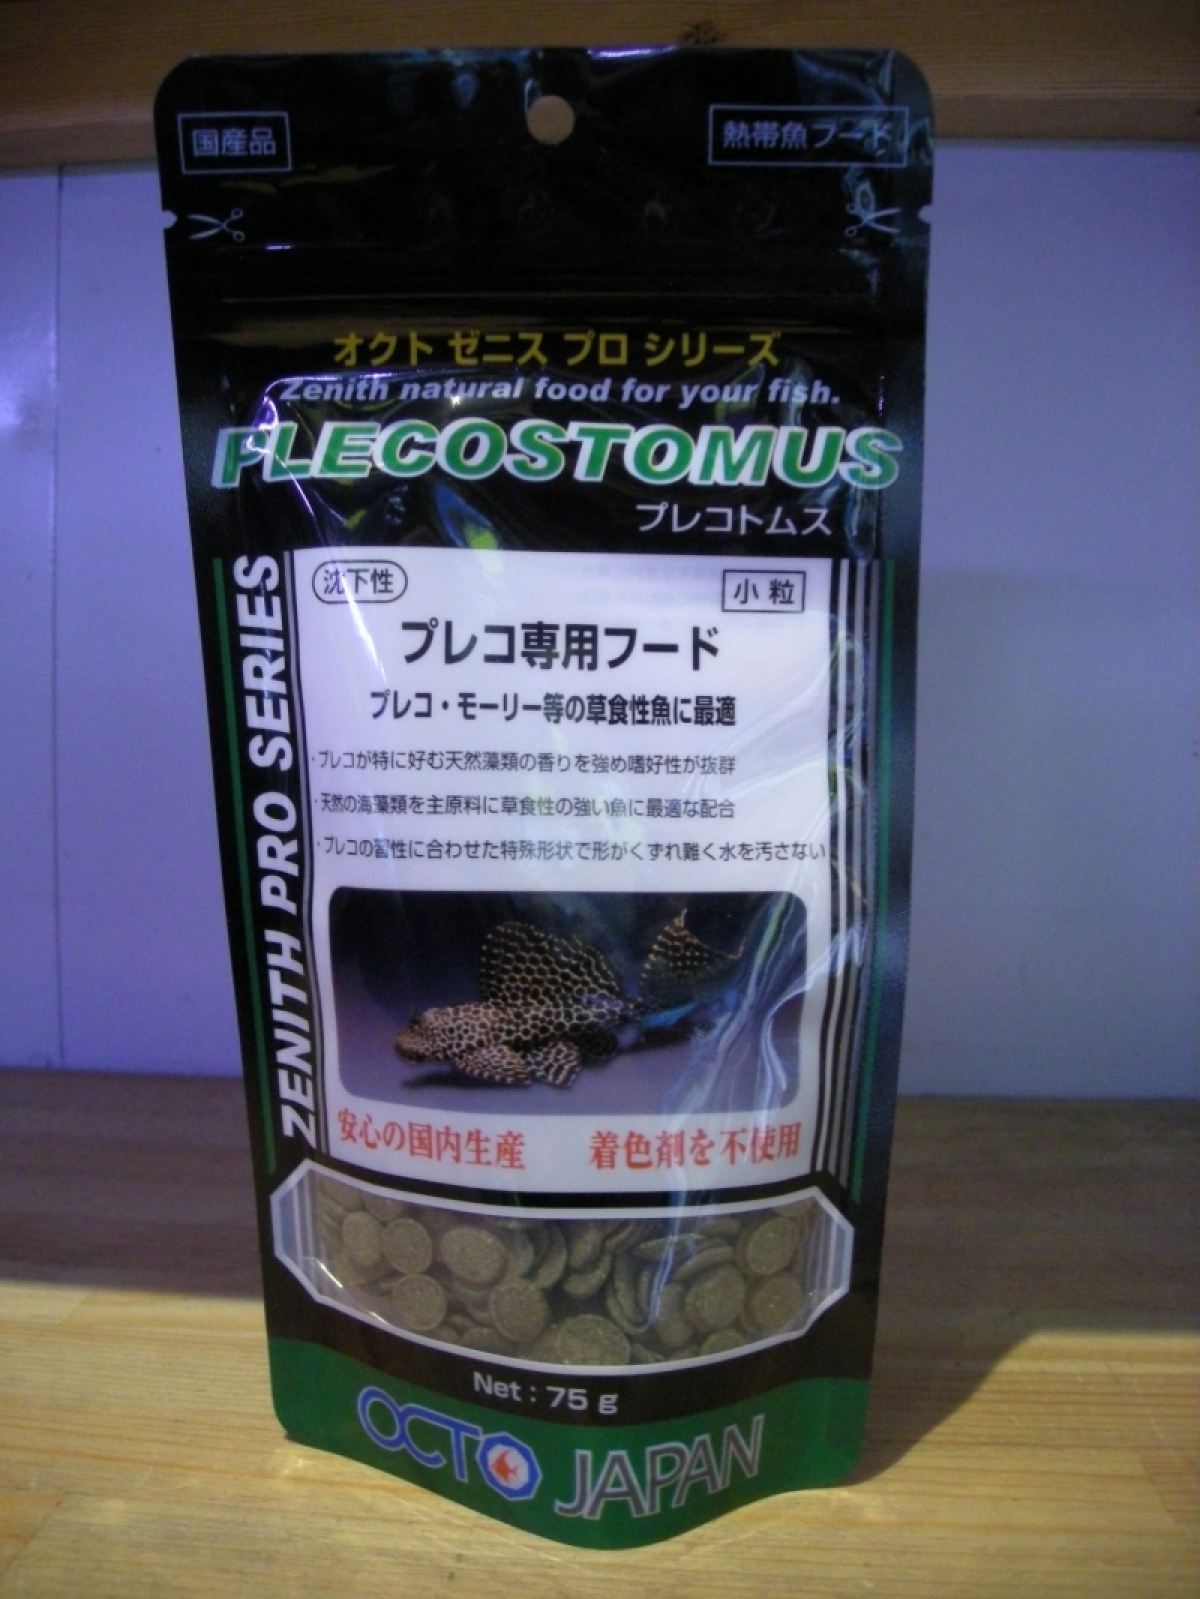 国産品
熱帯魚フード
オクト ゼニス プロ シリーズ
Zenith natural food for your fish.
PLECOSTOMUS
プレコトムス
ZENITH PRO SERIES
沈下性
小粒
プレコ専用フード
プレコ・モーリー等の草食性魚に最適
・プレコが特に好む天然藻類の香りを強め嗜好性が抜群
・天然の海藻類を主原料に草食性の強い魚に最適な配合
・プレコの習性に合わせた特殊形状で形がくずれ難く水を汚さない
安心の国内生産 着色剤を不使用
Net : 75 g
OCTO JAPAN